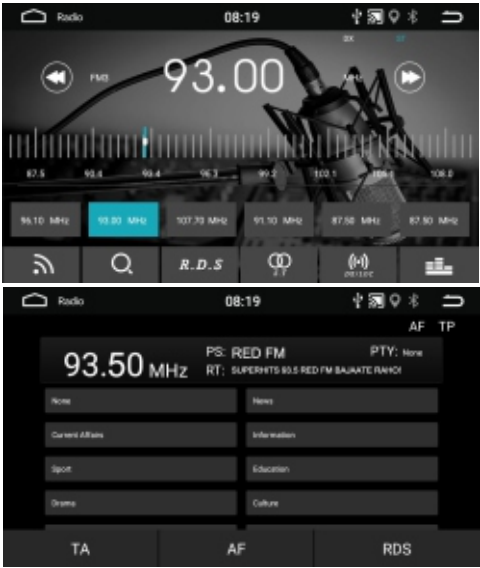 Radio 08:19
DX ST
FM3 93.00 MHz
87.5 90.4 93.4 96.3 99.2 102.1 105.1 108.0
96.10 MHz 93.00 MHz 107.70 MHz 91.10 MHz 87.50 MHz 87.50 MHz
R.D.S ST DX/LOC
Radio 08:19
AF TP
93.50 MHz PS: RED FM PTY: None
RT: SUPERHITS 93.5 RED FM BAJAATE RAHO!
None News
Current Affairs Information
Sport Education
Drama Culture
TA AF RDS